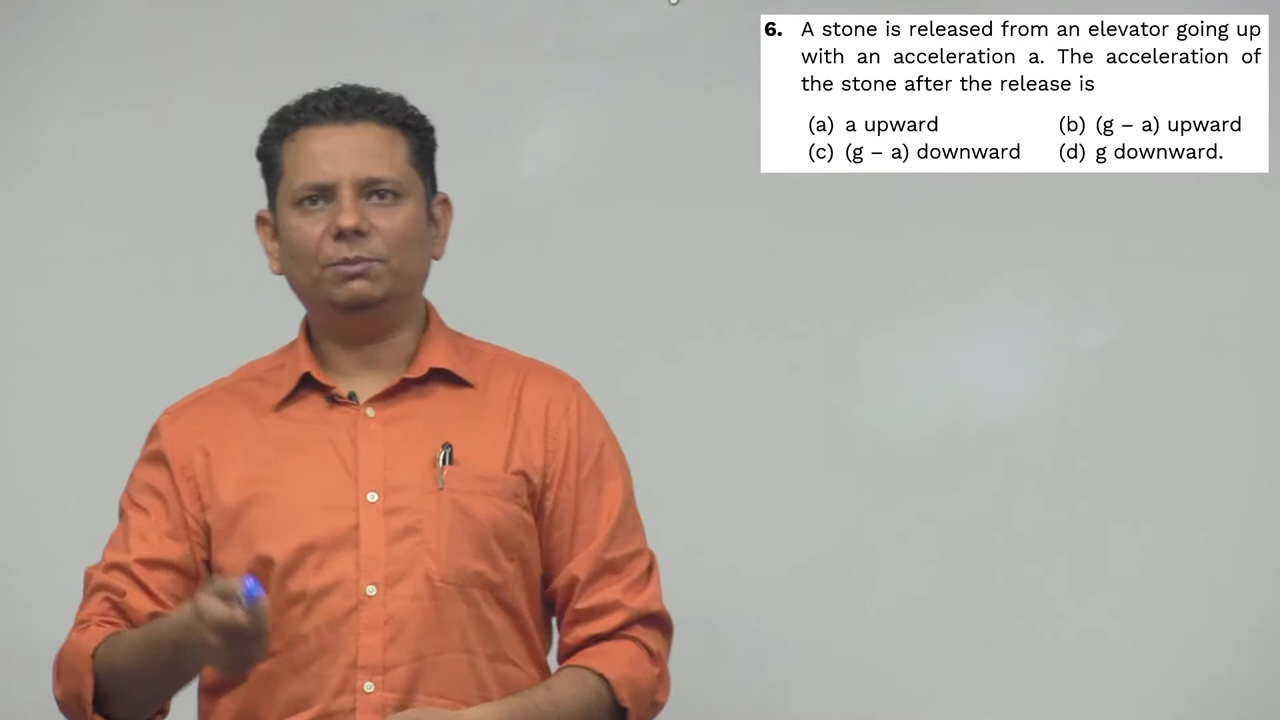 6. A stone is released from an elevator going up
with an acceleration a. The acceleration of
the stone after the release is
(a) a upward (b) (g – a) upward
(c) (g – a) downward (d) g downward.